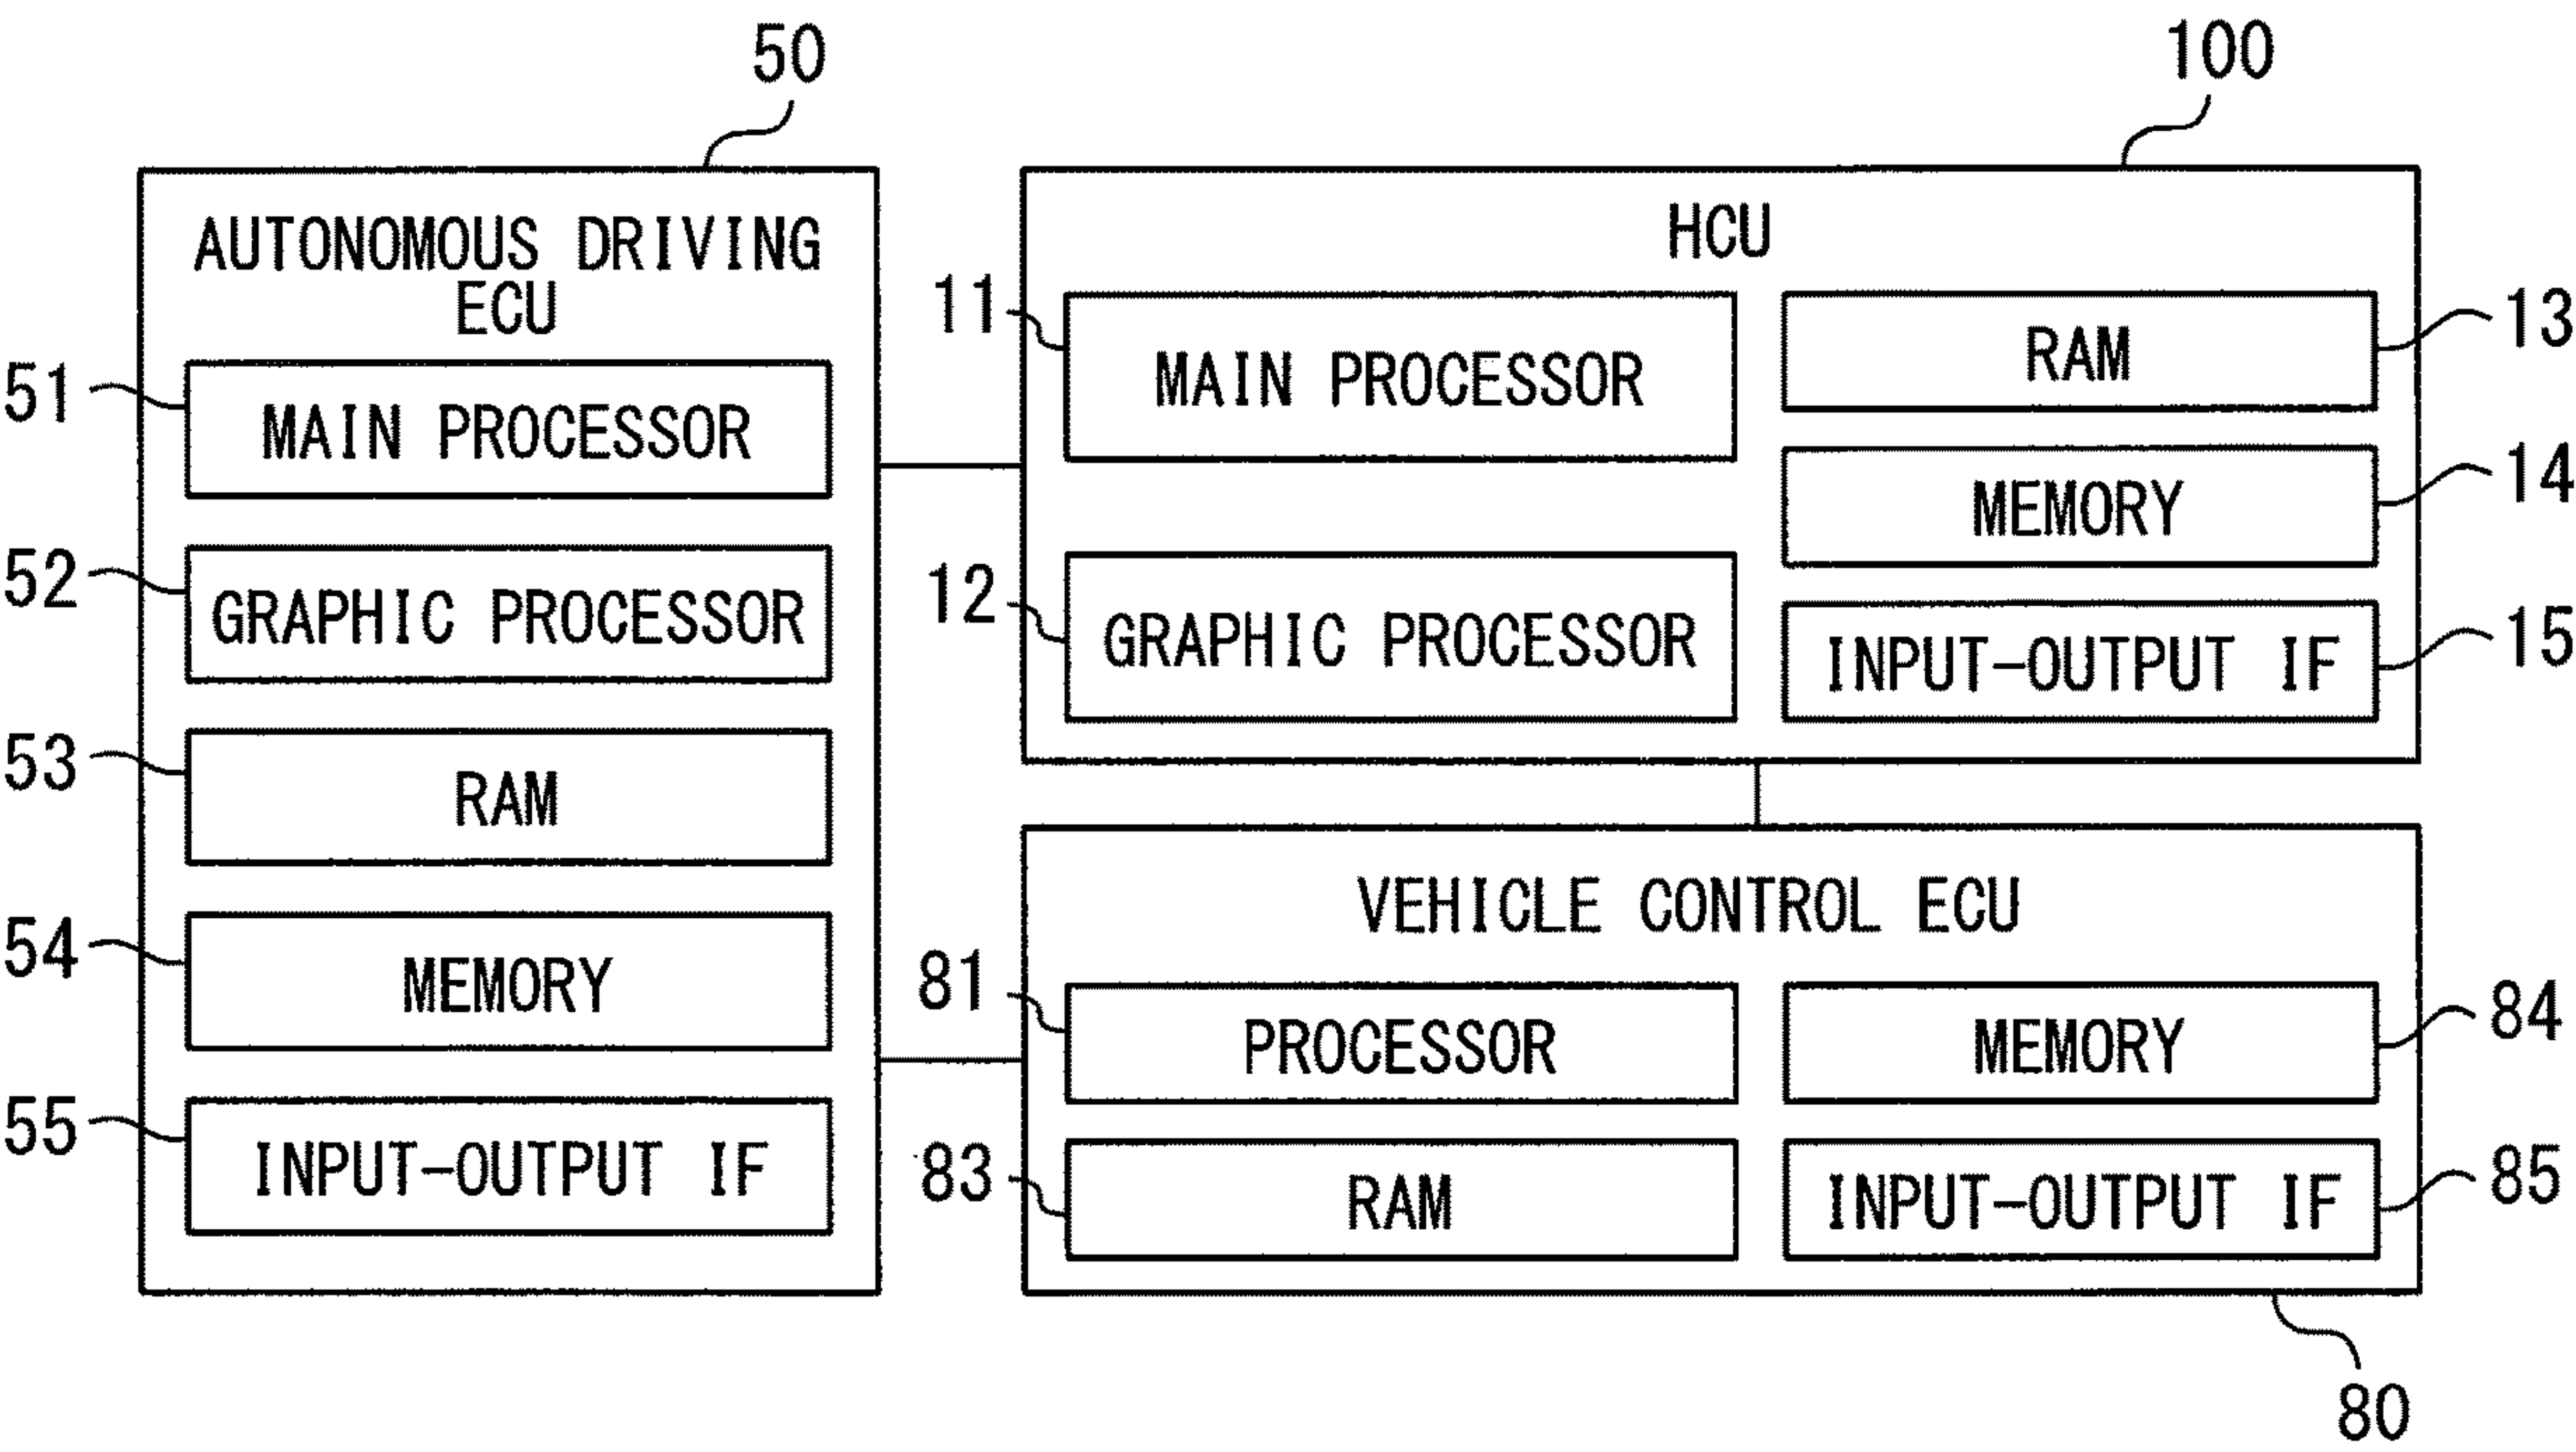 50
AUTONOMOUS DRIVING
ECU
51
MAIN PROCESSOR
52
GRAPHIC PROCESSOR
53
RAM
54
MEMORY
55
INPUT-OUTPUT IF
100
HCU
11
MAIN PROCESSOR
12
GRAPHIC PROCESSOR
RAM
13
MEMORY
14
INPUT-OUTPUT IF
15
VEHICLE CONTROL ECU
81
PROCESSOR
83
RAM
MEMORY
84
INPUT-OUTPUT IF
85
80